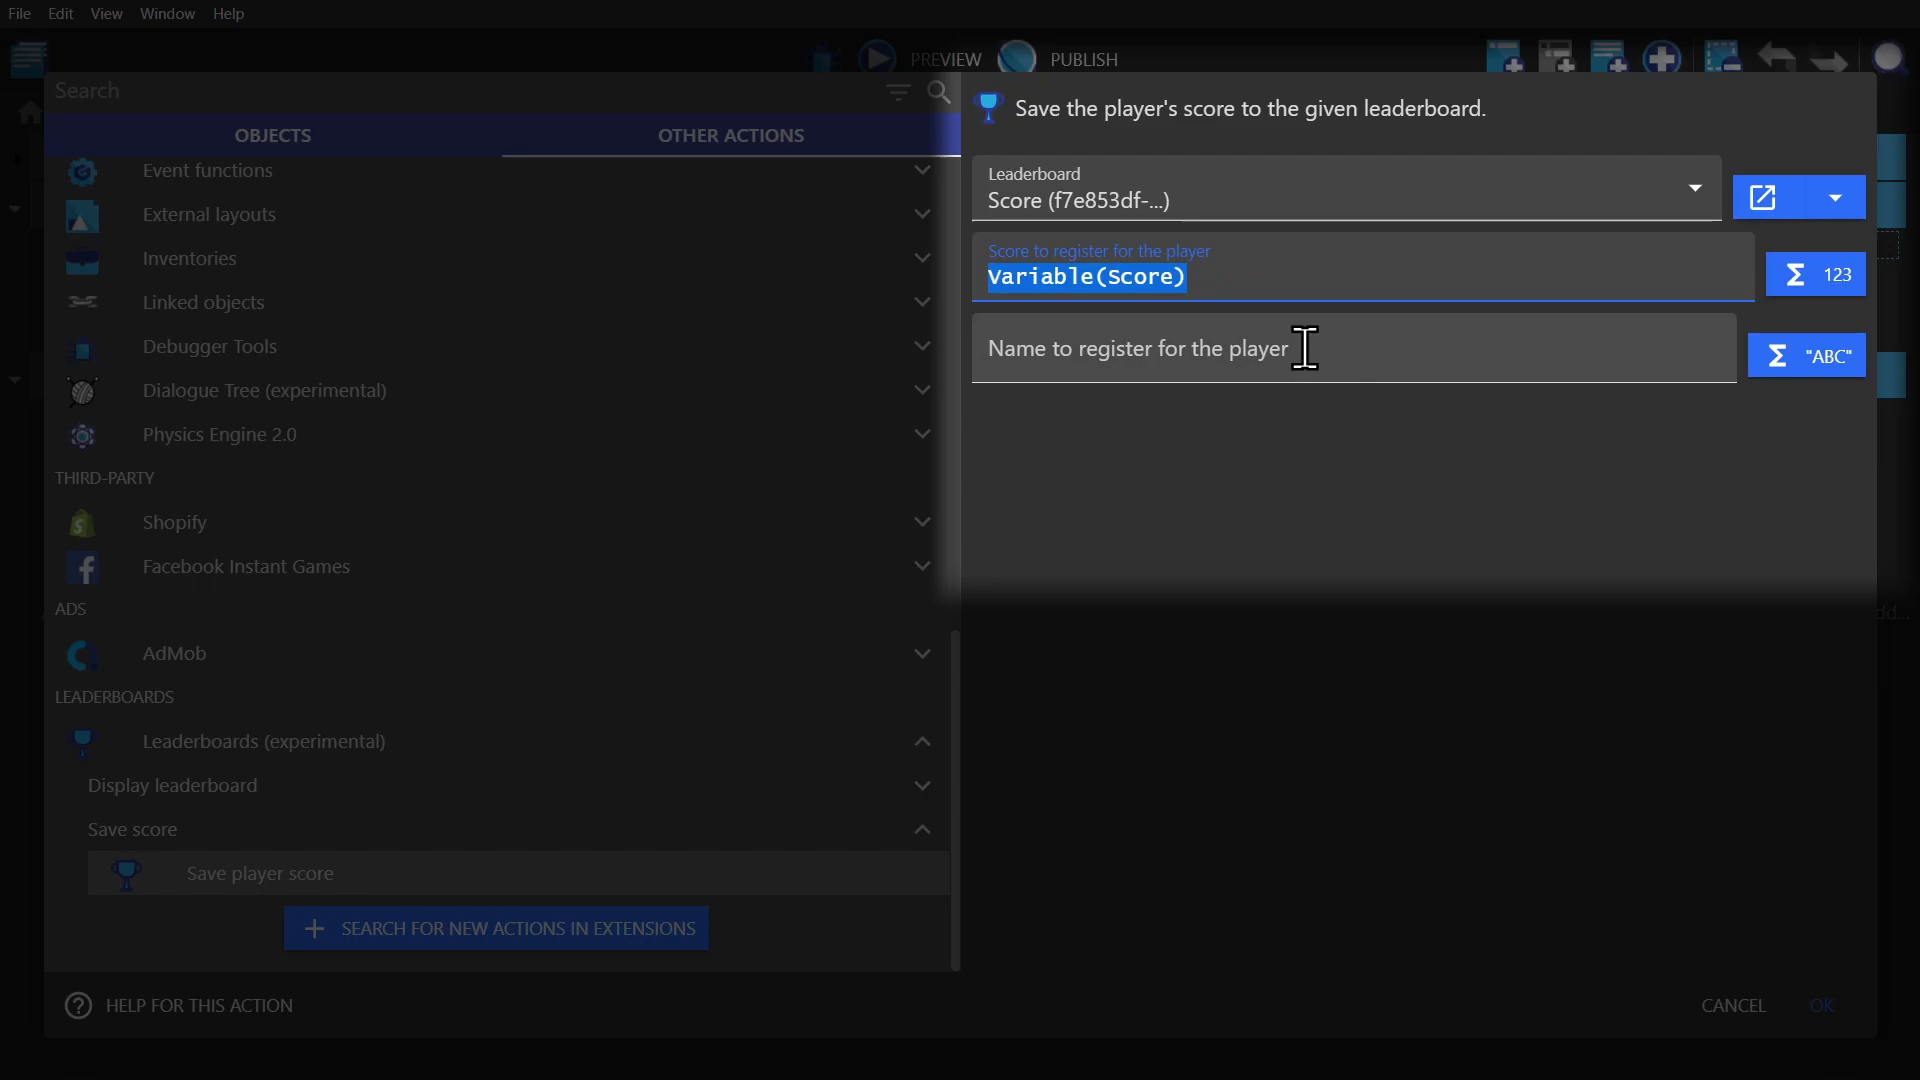 File Edit View Window Help
PREVIEW PUBLISH
Search
OBJECTS OTHER ACTIONS
Event functions
External layouts
Inventories
Linked objects
Debugger Tools
Dialogue Tree (experimental)
Physics Engine 2.0
THIRD-PARTY
Shopify
Facebook Instant Games
ADS
AdMob
LEADERBOARDS
Leaderboards (experimental)
Display leaderboard
Save score
Save player score
SEARCH FOR NEW ACTIONS IN EXTENSIONS
HELP FOR THIS ACTION
Save the player's score to the given leaderboard.
Leaderboard
Score (f7e853df-...)
Score to register for the player
Variable(Score)
Σ 123
Name to register for the player
Σ "ABC"
CANCEL OK